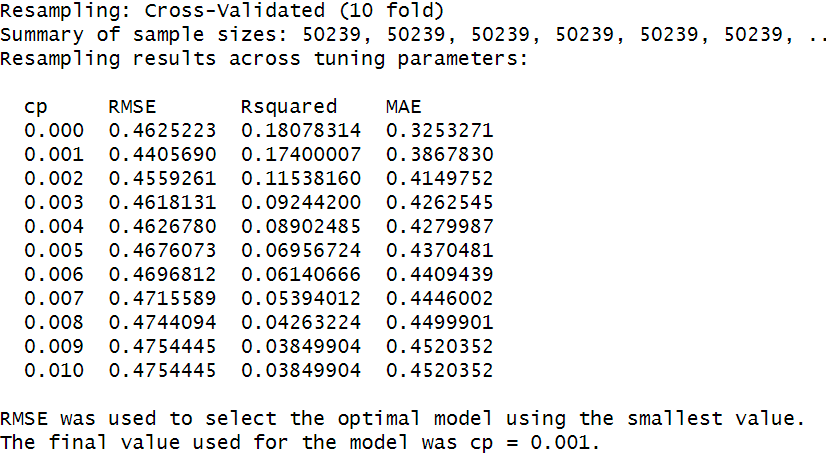 Resampling: Cross-Validated (10 fold)
Summary of sample sizes: 50239, 50239, 50239, 50239, 50239, 50239, ..
Resampling results across tuning parameters:
cp RMSE Rsquared MAE
0.000 0.4625223 0.18078314 0.3253271
0.001 0.4405690 0.17400007 0.3867830
0.002 0.4559261 0.11538160 0.4149752
0.003 0.4618131 0.09244200 0.4262545
0.004 0.4626780 0.08902485 0.4279987
0.005 0.4676073 0.06956724 0.4370481
0.006 0.4696812 0.06140666 0.4409439
0.007 0.4715589 0.05394012 0.4446002
0.008 0.4744094 0.04263224 0.4499901
0.009 0.4754445 0.03849904 0.4520352
0.010 0.4754445 0.03849904 0.4520352
RMSE was used to select the optimal model using the smallest value.
The final value used for the model was cp = 0.001.